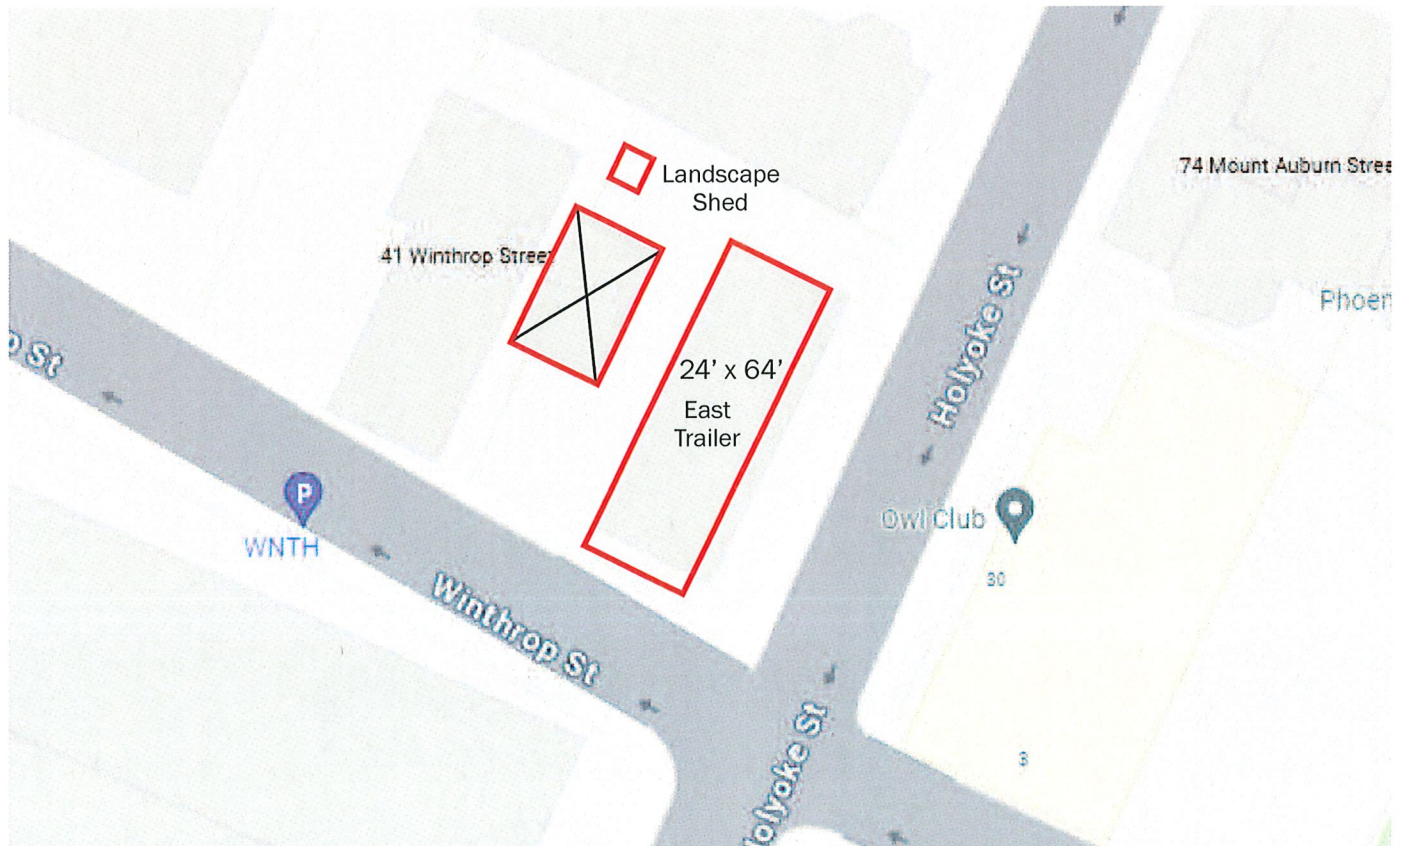 74 Mount Auburn Stree
Landscape
Shed
41 Winthrop Street
Holyoke St
Phoen
24' x 64'
East
Trailer
p St
P
WNTH
Owl Club
30
Winthrop St
Holyoke St
3